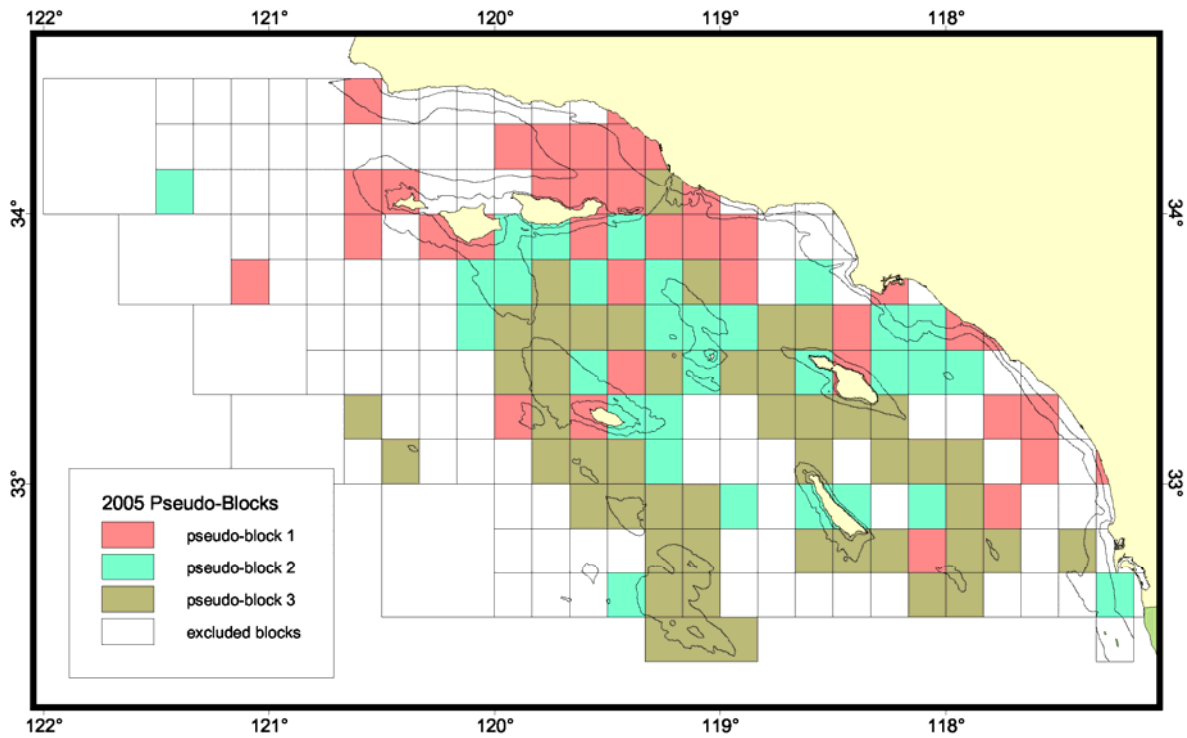 122° 121° 120° 119° 118°
34° 34°
33° 33°
2005 Pseudo-Blocks
pseudo-block 1
pseudo-block 2
pseudo-block 3
excluded blocks
122° 121° 120° 119° 118°